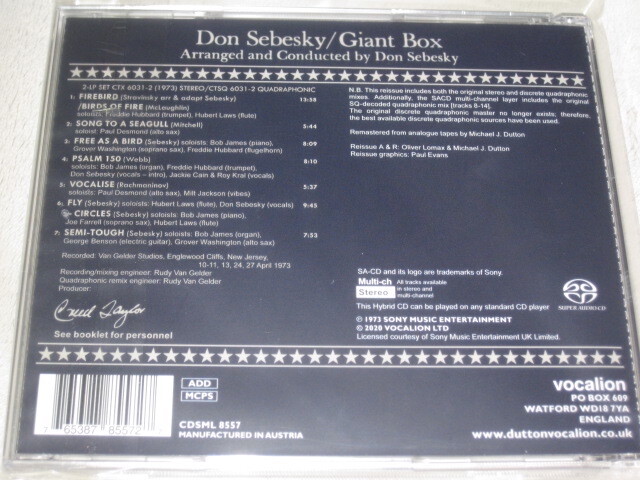 Don Sebesky/Giant Box
Arranged and Conducted by Don Sebesky
2-LP SET CTX 6031-2 (1973) STEREO/CTSQ 6031-2 QUADRAPHONIC
1: FIREBIRD (Stravinsky arr & adapt Sebesky) 13:58
/BIRDS OF FIRE (McLaughlin)
soloists: Freddie Hubbard (trumpet), Hubert Laws (flute)
2: SONG TO A SEAGULL (Mitchell) 5:44
soloist: Paul Desmond (alto sax)
3: FREE AS A BIRD (Sebesky) soloists: Bob James (piano), 8:09
Grover Washington (soprano sax), Freddie Hubbard (flugelhorn)
4: PSALM 150 (Webb) 8:10
soloists: Bob James (organ), Freddie Hubbard (trumpet),
Don Sebesky (vocals) - intro, Jackie Cain & Roy Kral (vocals)
5: VOCALISE (Rachmaninov) 5:37
soloists: Paul Desmond (alto sax), Milt Jackson (vibes)
6: FLY (Sebesky) soloists: Hubert Laws (flute), Don Sebesky (vocals) 9:45
CIRCLES (Sebesky) soloists: Bob James (piano),
Joe Farrell (soprano sax), Hubert Laws (flute)
7: SEMI-TOUGH (Sebesky) soloists: Bob James (organ), 7:53
George Benson (electric guitar), Grover Washington (alto sax)
Recorded: Van Gelder Studios, Englewood Cliffs, New Jersey,
10-11, 13, 24, 27 April 1973
Recording/mixing engineer: Rudy Van Gelder
Quadraphonic remix engineer: Rudy Van Gelder
Producer:
Creed Taylor
See booklet for personnel
N.B. This reissue includes both the original stereo and discrete quadraphonic
mixes. Additionally, the SACD multi-channel layer includes the original
SQ-decoded quadraphonic mix [tracks 8-14].
The original discrete quadraphonic master no longer exists; therefore,
the best available discrete quadraphonic sources have been used.
Remastered from analogue tapes by Michael J. Dutton
Reissue A & R: Oliver Lomax & Michael J. Dutton
Reissue graphics: Paul Evans
SA-CD and its logo are trademarks of Sony.
Multi-ch
Stereo
All tracks available
in stereo and
multi-channel
SUPER AUDIO CD
This Hybrid CD can be played on any standard CD player
℗ 1973 SONY MUSIC ENTERTAINMENT
© 2020 VOCALION LTD
Licensed courtesy of Sony Music Entertainment UK Limited.
ADD
MCPS
CDSML 8557
MANUFACTURED IN AUSTRIA
vocalion
PO BOX 609
WATFORD WD18 7YA
ENGLAND
www.duttonvocalion.co.uk